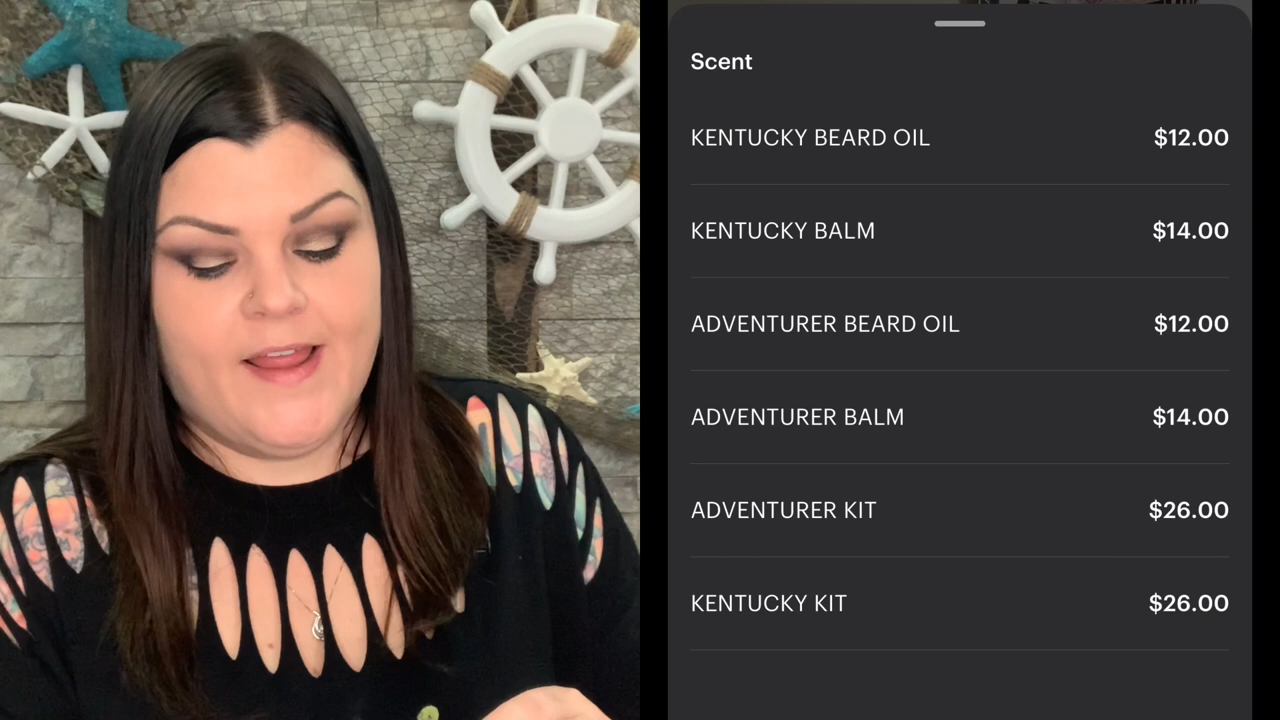 Scent
KENTUCKY BEARD OIL $12.00
KENTUCKY BALM $14.00
ADVENTURER BEARD OIL $12.00
ADVENTURER BALM $14.00
ADVENTURER KIT $26.00
KENTUCKY KIT $26.00